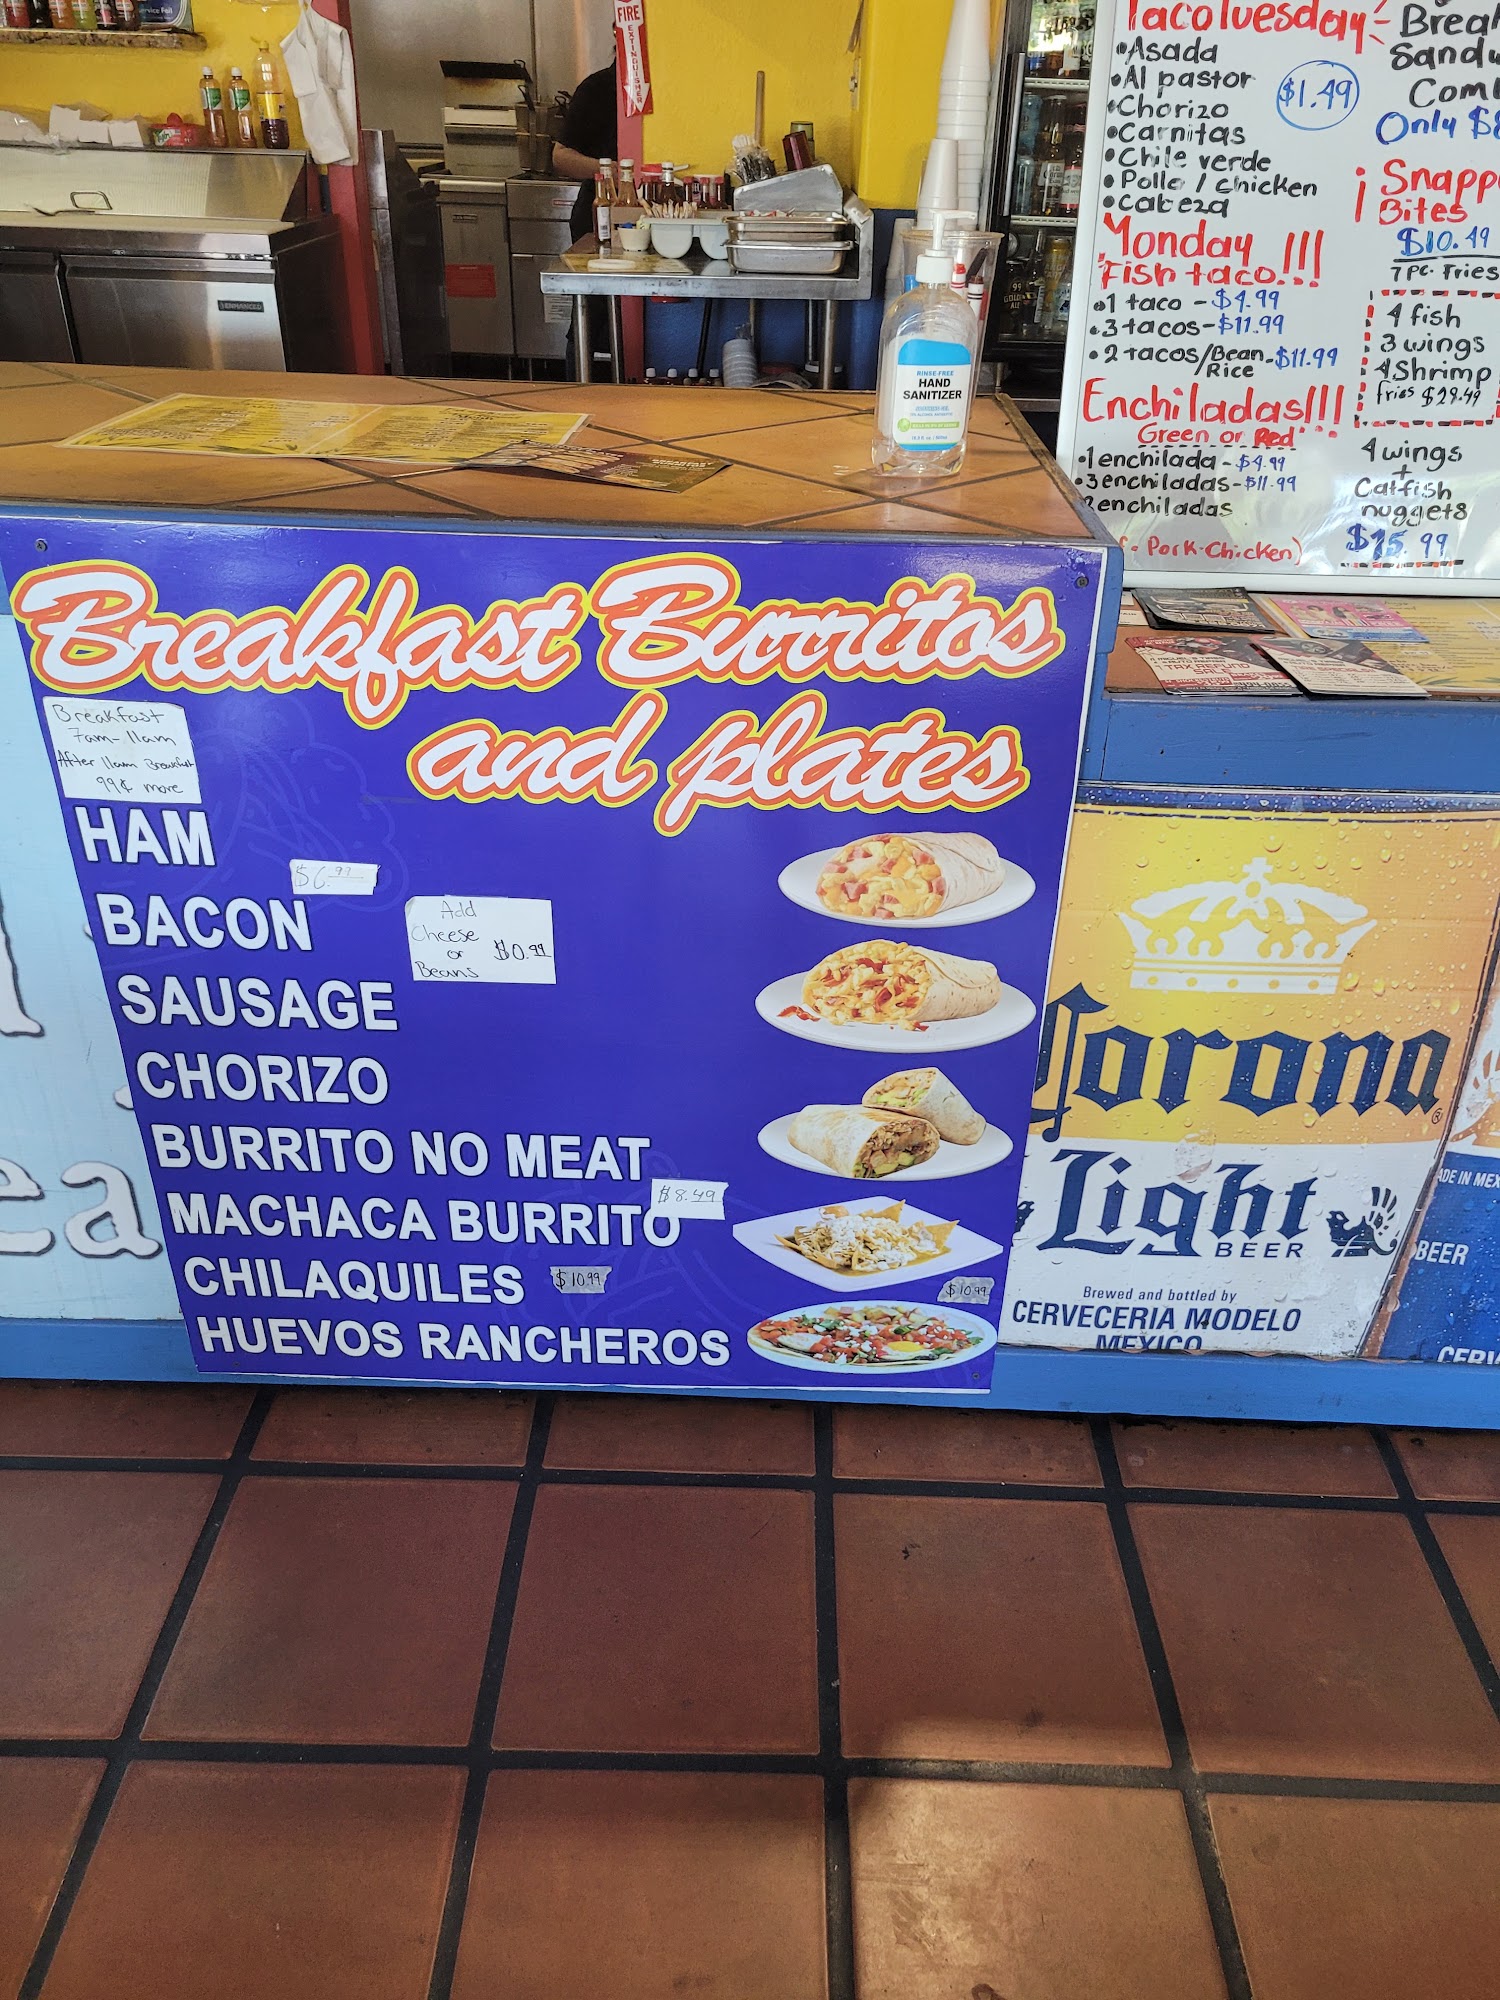 FIRE
EXTINGUISHER
TacoTuesday
•Asada
•Al pastor
•Chorizo
•Carnitas
•Chile verde
•Pollo / chicken
•Cabeza
$1.49
Monday !!!
Fish taco!!!
•1 taco - $4.99
•3 tacos - $11.99
•2 tacos/Bean Rice - $11.99
Enchiladas!!!
Green or Red
•1 enchilada - $4.99
•3 enchiladas - $11.99
2 enchiladas
Pork-Chicken)
Only
¡
Bites
$10.49
7 pc. Fries
4 fish
3 wings
4 Shrimp
fries $29.49
4 wings
+
Catfish
nuggets
$15.99
RINSE-FREE
HAND
SANITIZER
Breakfast Burritos
and plates
Breakfast
7am-11am
After 11am Breakfast
99¢ more
HAM
$6.99
BACON
Add
Cheese
or
Beans
$0.99
SAUSAGE
CHORIZO
BURRITO NO MEAT
MACHACA BURRITO
$8.49
CHILAQUILES
$10.99
HUEVOS RANCHEROS
$10.99
Corona
Light
BEER
Brewed and bottled by
CERVECERIA MODELO
MEXICO
BEER